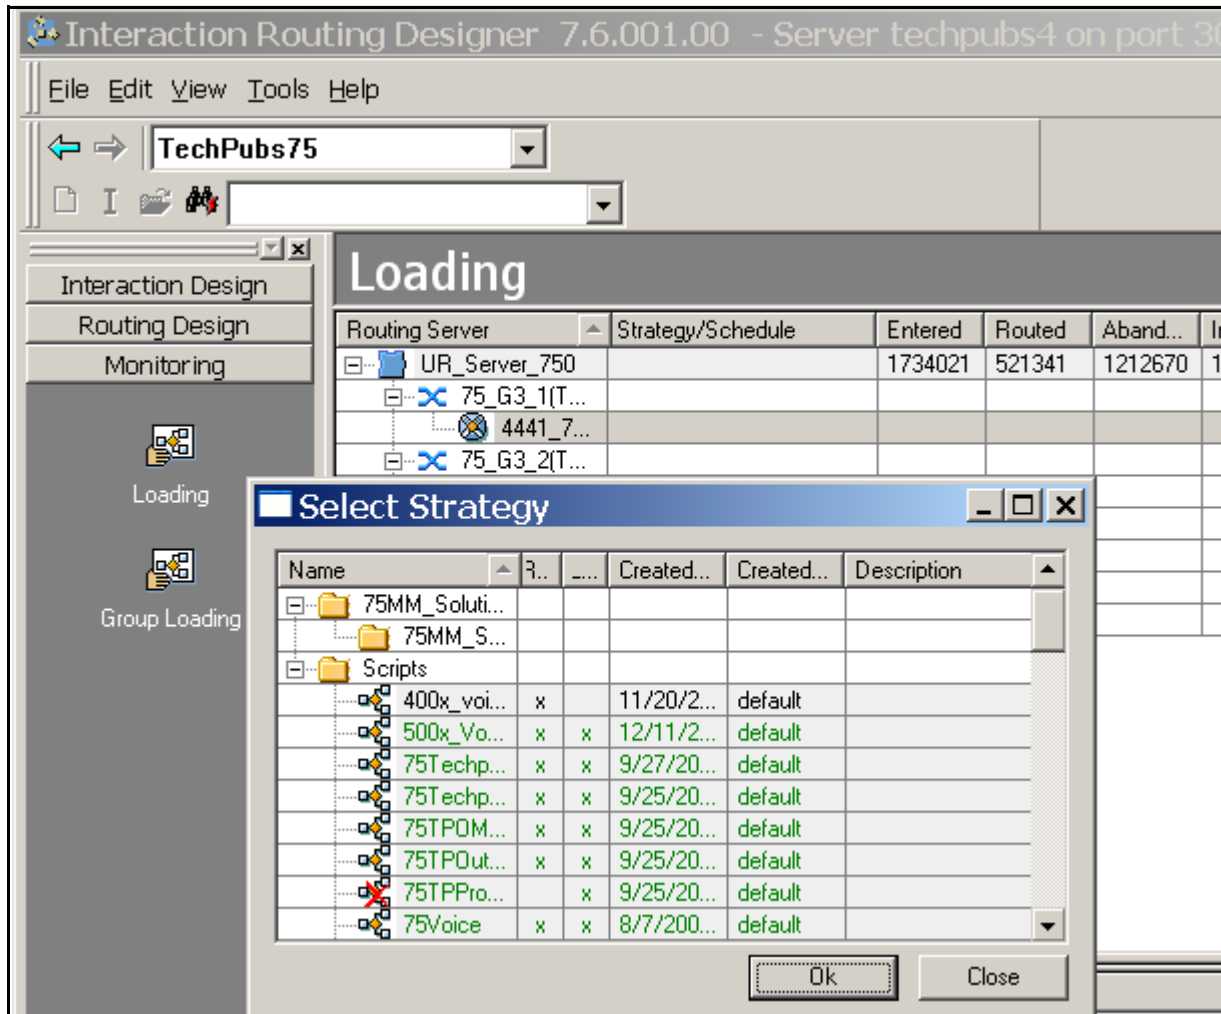 Interaction Routing Designer 7.6.001.00 - Server techpubs4 on port 30
File Edit View Tools Help
TechPubs75
Interaction Design
Routing Design
Monitoring
Loading
Group Loading
Loading
Routing Server Strategy/Schedule Entered Routed Aband...
UR_Server_750 1734021 521341 1212670 1
75_G3_1(T...
4441_7...
75_G3_2(T...
Select Strategy
Name Created... Created... Description
75MM_Soluti...
75MM_S...
Scripts
400x_voi... x 11/20/2... default
500x_Vo... x x 12/11/2... default
75Techp... x x 9/27/20... default
75Techp... x x 9/25/20... default
75TPOM... x x 9/25/20... default
75TPOut... x x 9/25/20... default
75TPPro... x 9/25/20... default
75Voice x x 8/7/200... default
Ok Close